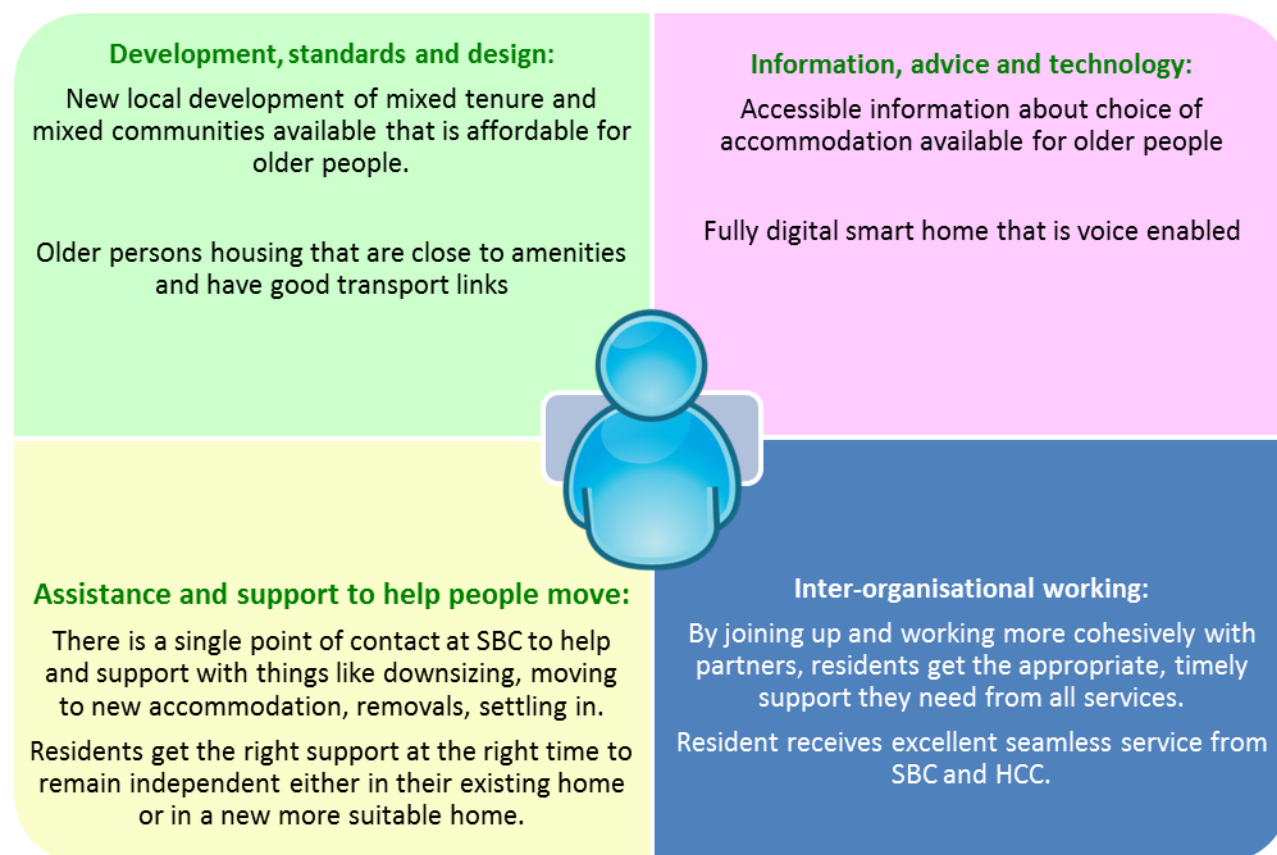 Development, standards and design:
New local development of mixed tenure and
mixed communities available that is affordable for
older people.
Older persons housing that are close to amenities
and have good transport links
Information, advice and technology:
Accessible information about choice of
accommodation available for older people
Fully digital smart home that is voice enabled
Assistance and support to help people move:
There is a single point of contact at SBC to help
and support with things like downsizing, moving
to new accommodation, removals, settling in.
Residents get the right support at the right time to
remain independent either in their existing home
or in a new more suitable home.
Inter-organisational working:
By joining up and working more cohesively with
partners, residents get the appropriate, timely
support they need from all services.
Resident receives excellent seamless service from
SBC and HCC.